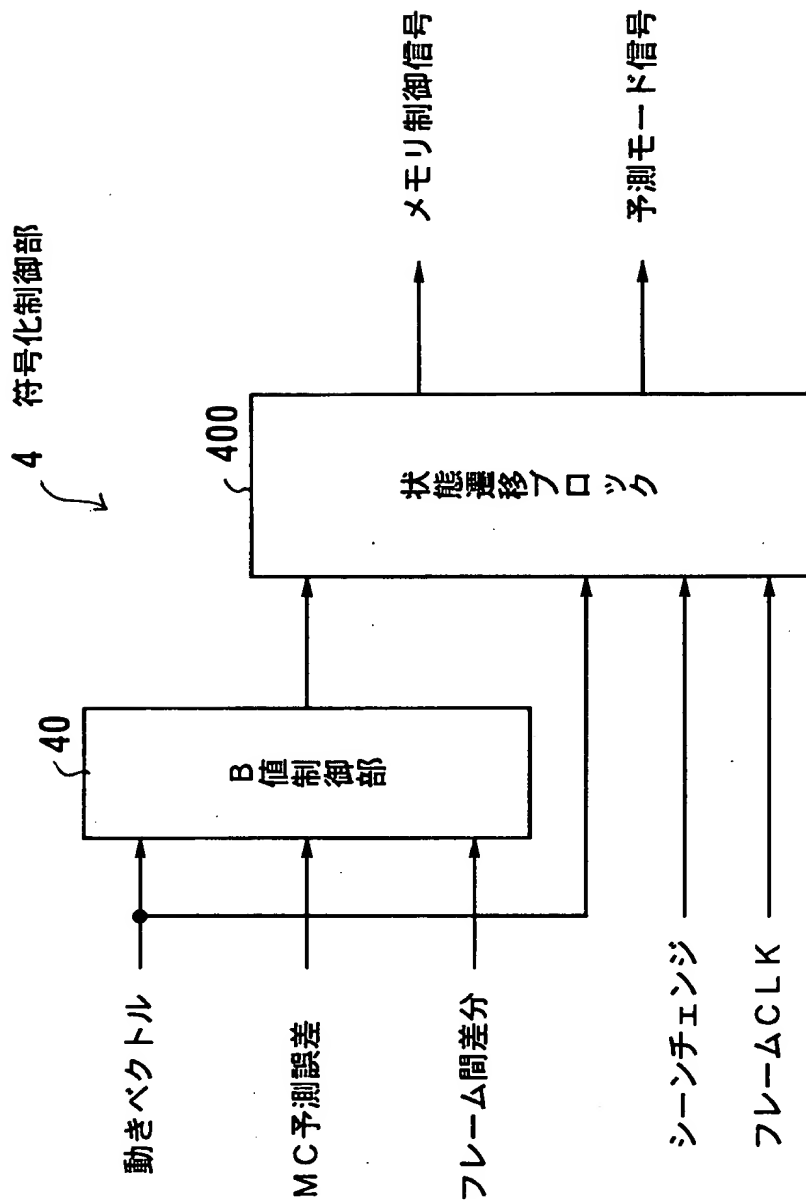 4 符号化制御部
400
状態遷移ブロック
メモリ制御信号
予測モード信号
40
B値制御部
動きベクトル
MC予測誤差
フレーム間差分
シーンチェンジ
フレームCLK